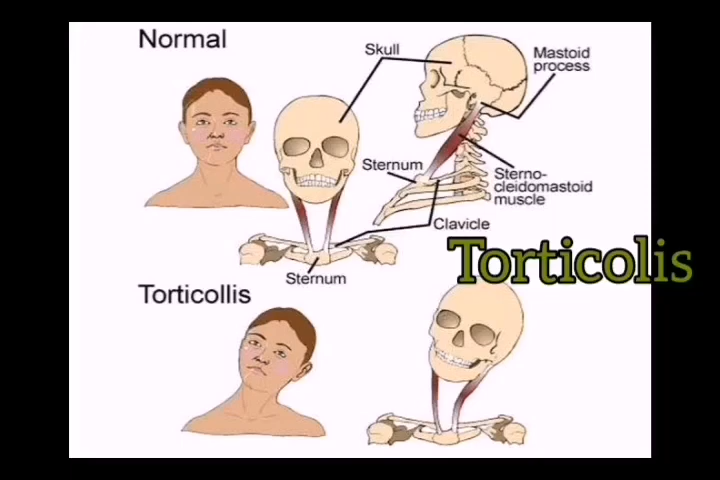 Normal
Skull
Mastoid
process
Sternum
Sterno-
cleidomastoid
muscle
Clavicle
Sternum
Torticolis
Torticollis